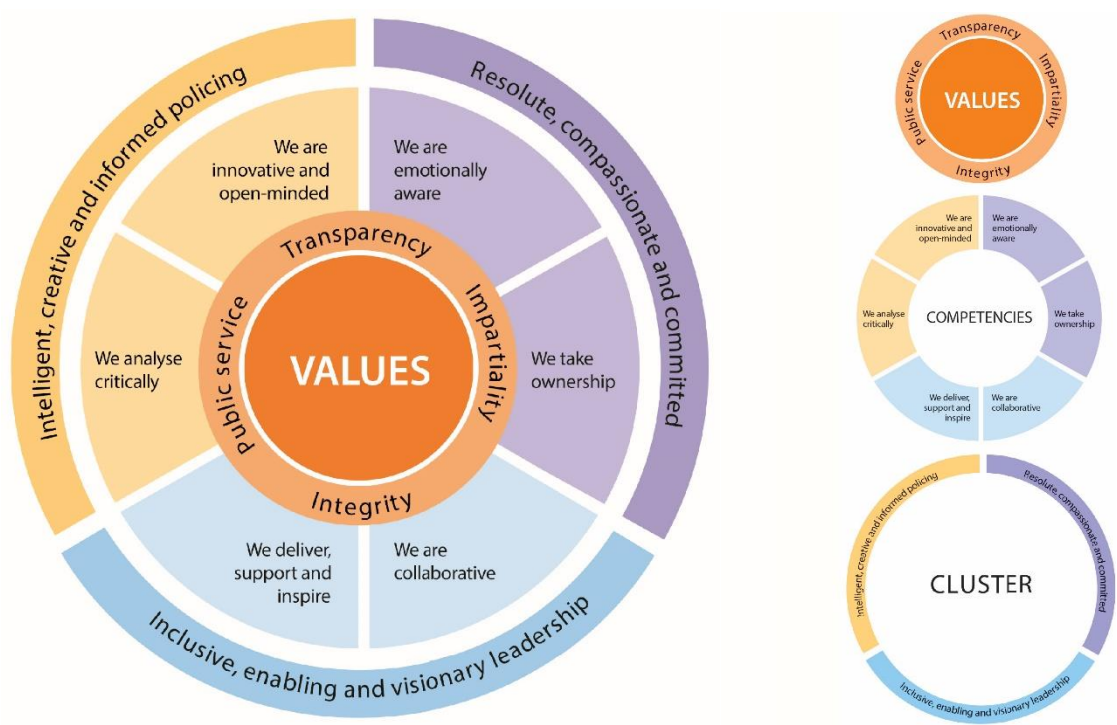 Intelligent, creative and informed policing
Resolute, compassionate and committed
Inclusive, enabling and visionary leadership
We are
innovative and
open-minded
We are
emotionally
aware
We analyse
critically
We take
ownership
We deliver,
support and
inspire
We are
collaborative
Transparency
Impartiality
Integrity
Public service
VALUES
Transparency
Impartiality
Integrity
Public service
VALUES
We are
innovative and
open-minded
We are
emotionally
aware
We analyse
critically
COMPETENCIES
We take
ownership
We deliver,
support and
inspire
We are
collaborative
Intelligent, creative and informed policing
Resolute, compassionate and committed
CLUSTER
Inclusive, enabling and visionary leadership